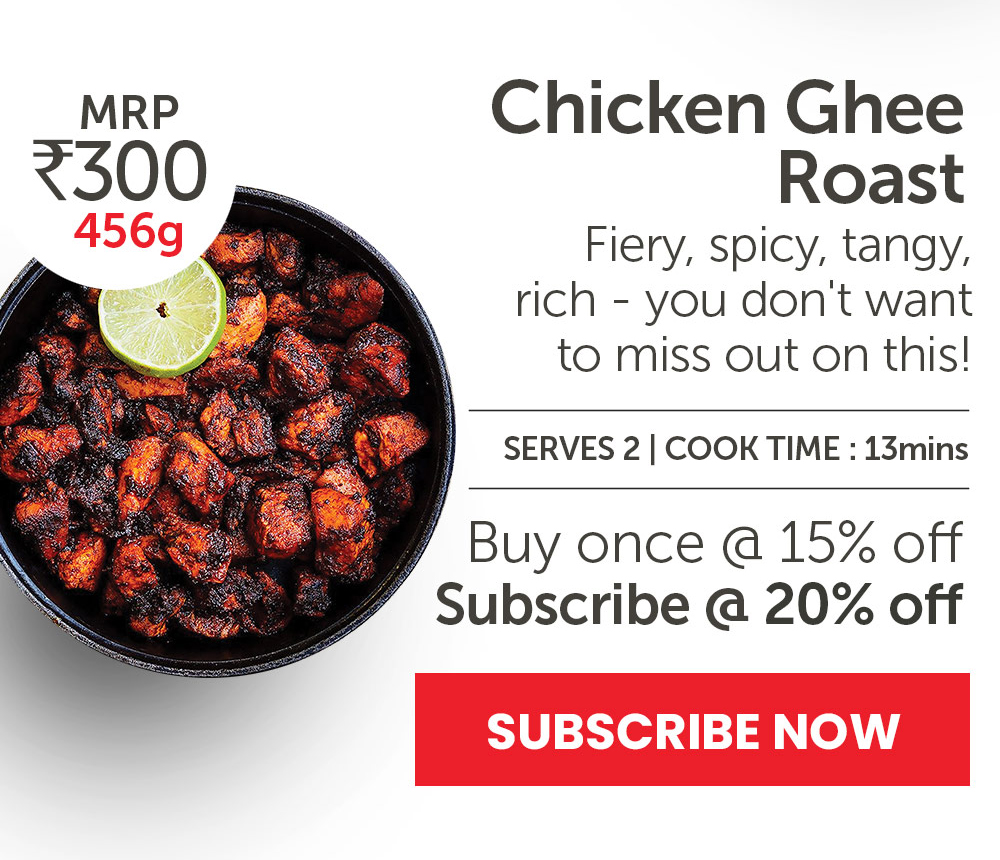 MRP
₹300
456g
Chicken Ghee
Roast
Fiery, spicy, tangy,
rich - you don't want
to miss out on this!
SERVES 2 | COOK TIME : 13mins
Buy once @ 15% off
Subscribe @ 20% off
SUBSCRIBE NOW